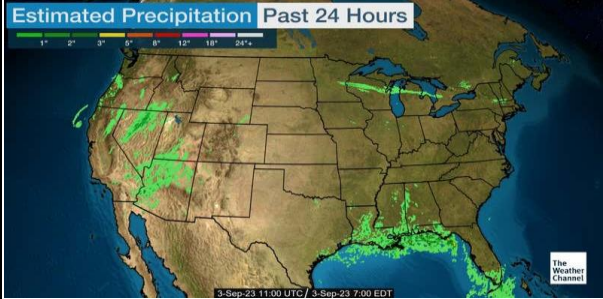 Estimated Precipitation Past 24 Hours
1" 2" 3" 5" 8" 12" 18" 24"+
3-Sep-23 11:00 UTC / 3-Sep-23 7:00 EDT
The
Weather
Channel